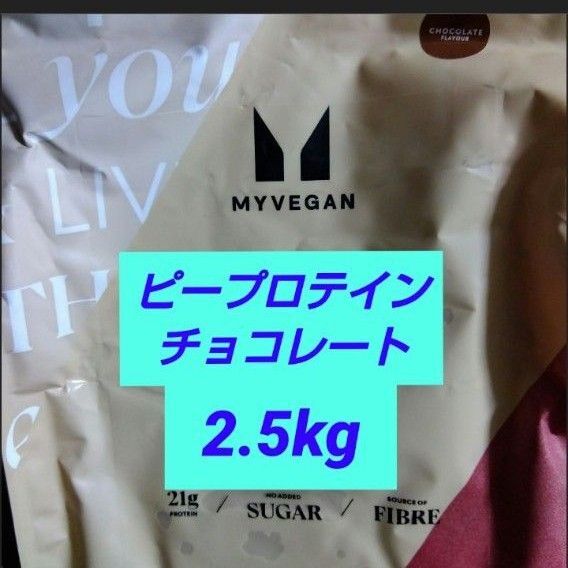 CHOCOLATE
FLAVOUR
you
LIV
TH
MYVEGAN
ピープロテイン
チョコレート
2.5kg
21g / NO ADDED / SOURCE OF
PROTEIN SUGAR FIBRE